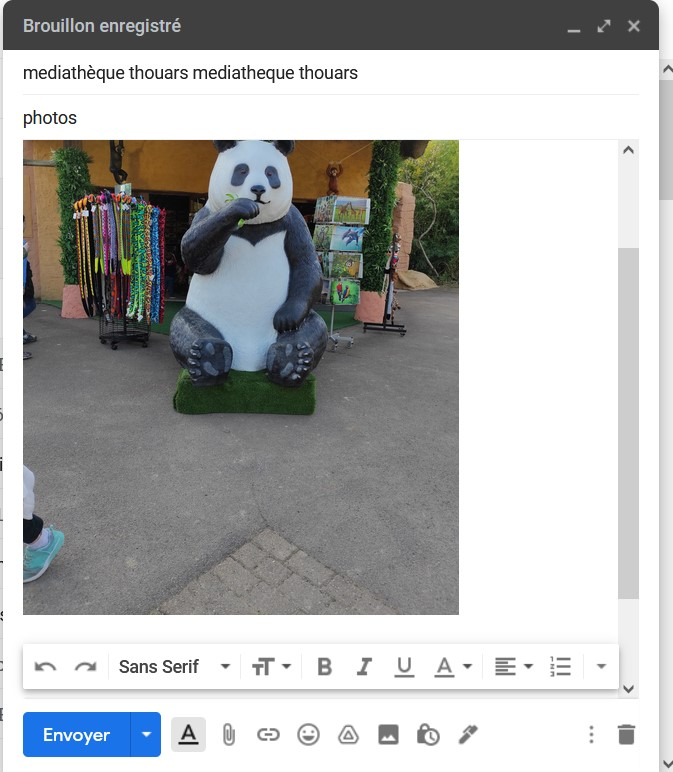 Brouillon enregistré
mediathèque thouars mediatheque thouars
photos
Sans Serif
B I U A
Envoyer A